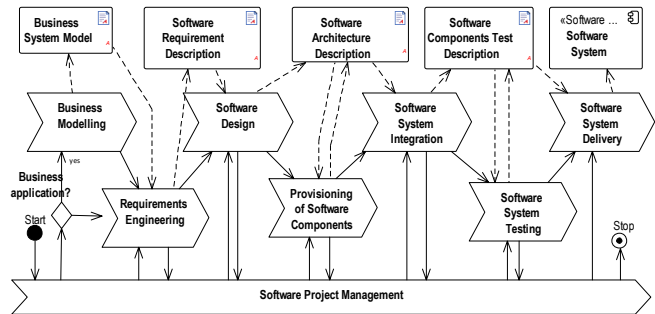 Business
System Model
Software
Requirement
Description
Software
Architecture
Description
Software
Components Test
Description
«Software ...
Software
System
Business
Modelling
Software
Design
Software
System
Integration
Software
System
Delivery
yes
Business
application?
Requirements
Engineering
Provisioning
of Software
Components
Software
System
Testing
Start
Stop
Software Project Management